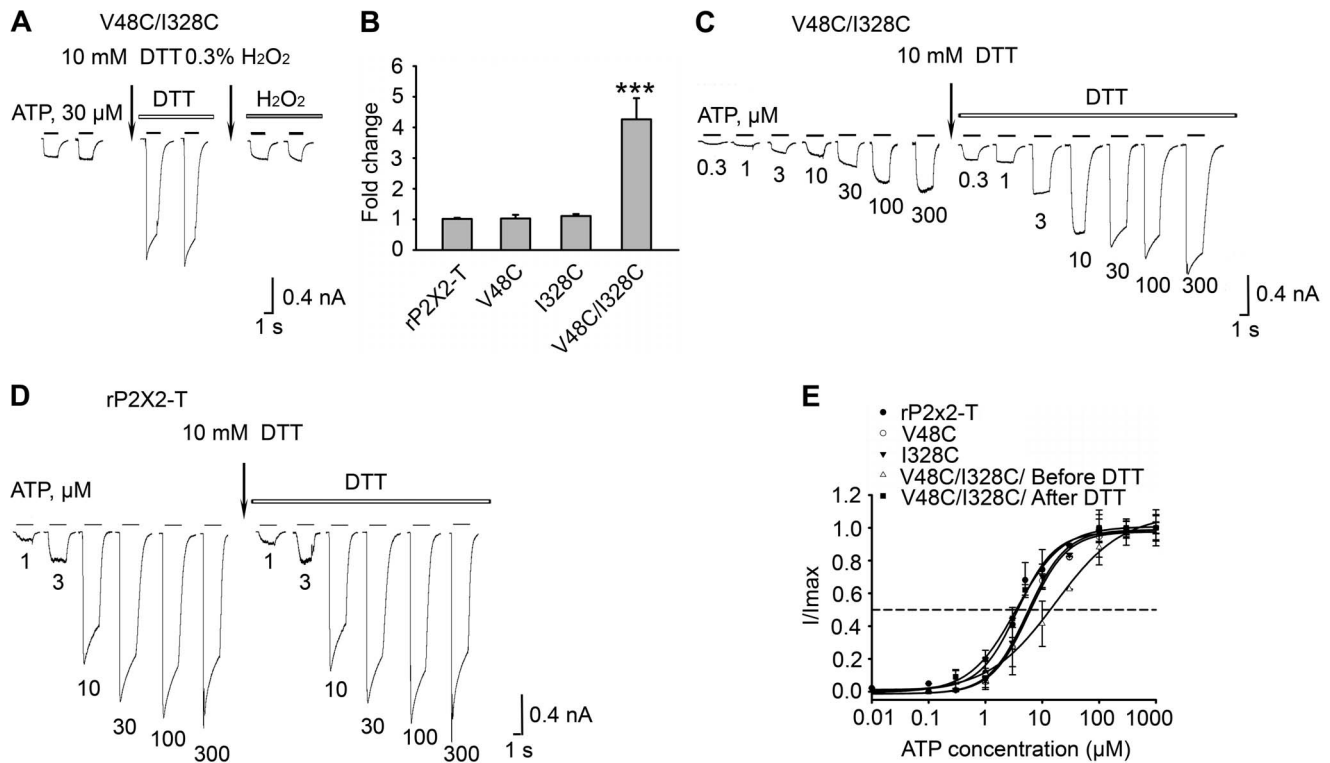 A
V48C/I328C
10 mM DTT 0.3% H2O2
DTT
H2O2
ATP, 30 µM
0.4 nA
1 s
B
Fold change
6
5
4
3
2
1
0
***
rP2X2-T
V48C
I328C
V48C/I328C
C
V48C/I328C
10 mM DTT
DTT
ATP, µM
0.3
1
3
10
30
100
300
0.3
1
3
10
30
100
300
0.4 nA
1 s
D
rP2X2-T
10 mM DTT
DTT
ATP, µM
1
3
10
30
100
300
1
3
10
30
100
300
0.4 nA
1 s
E
rP2x2-T
V48C
I328C
V48C/I328C/ Before DTT
V48C/I328C/ After DTT
I/Imax
1.2
1.0
0.8
0.6
0.4
0.2
0.0
0.01 0.1 1 10 100 1000
ATP concentration (µM)